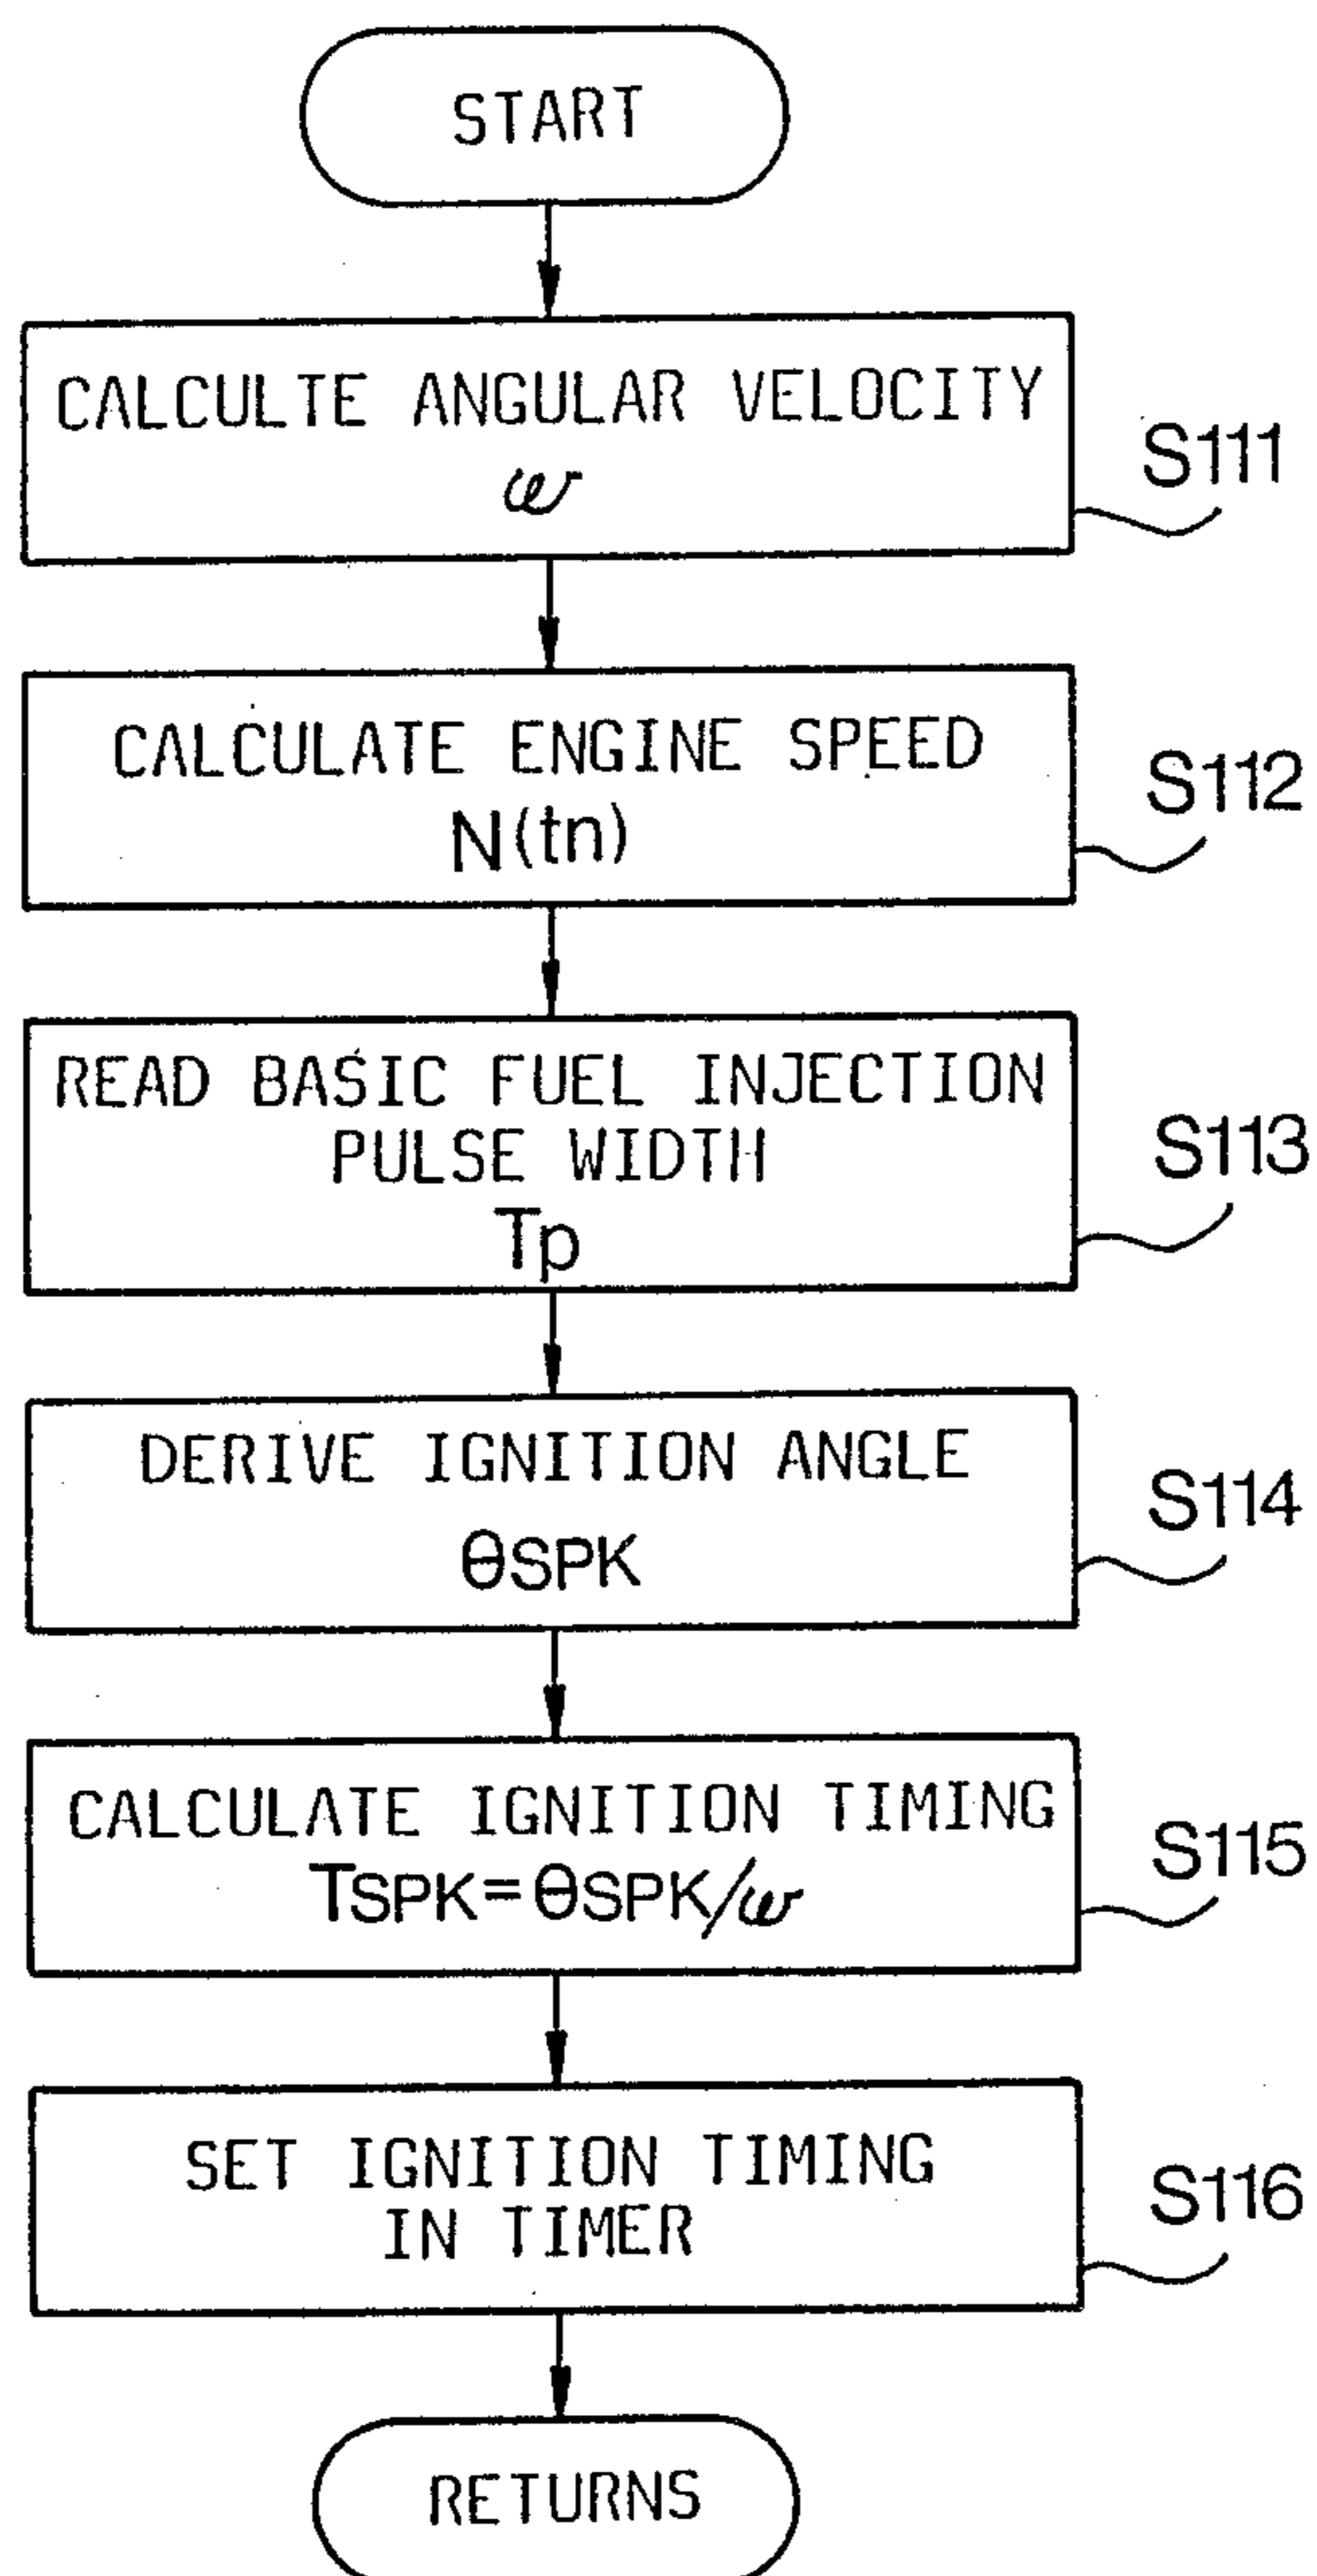 START
CALCULTE ANGULAR VELOCITY
ω
S111
CALCULATE ENGINE SPEED
N(tn)
S112
READ BASIC FUEL INJECTION
PULSE WIDTH
Tp
S113
DERIVE IGNITION ANGLE
θSPK
S114
CALCULATE IGNITION TIMING
TSPK=θSPK/ω
S115
SET IGNITION TIMING
IN TIMER
S116
RETURNS